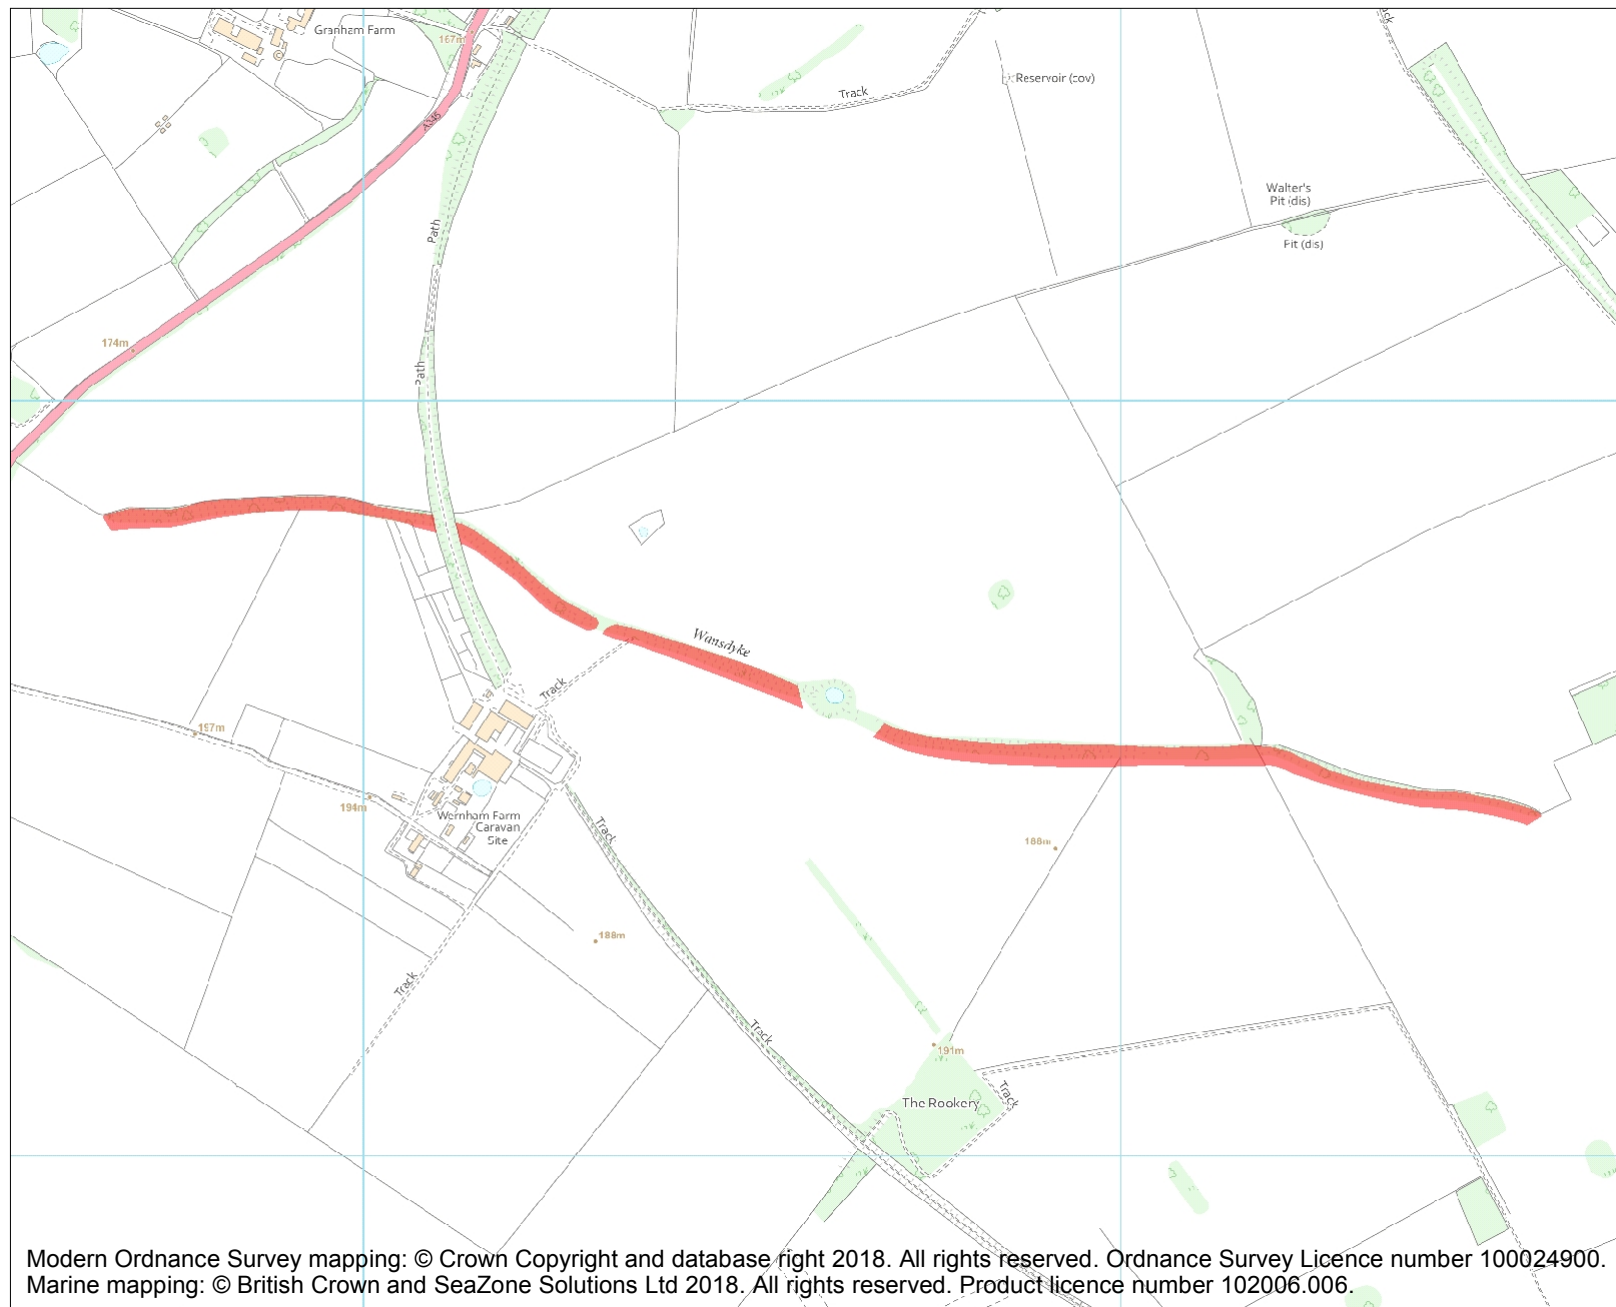 Granham Farm
167m
Track
Reservoir (cov)
Track
A345
Walter's
Pit (dis)
Path
Pit (dis)
174m
Path
Wansdyke
Track
197m
194m
Wernham Farm
Caravan
Site
Track
188m
188m
Track
Track
191m
The Rookery
Track
Modern Ordnance Survey mapping: © Crown Copyright and database right 2018. All rights reserved. Ordnance Survey Licence number 100024900.
Marine mapping: © British Crown and SeaZone Solutions Ltd 2018. All rights reserved. Product licence number 102006.006.